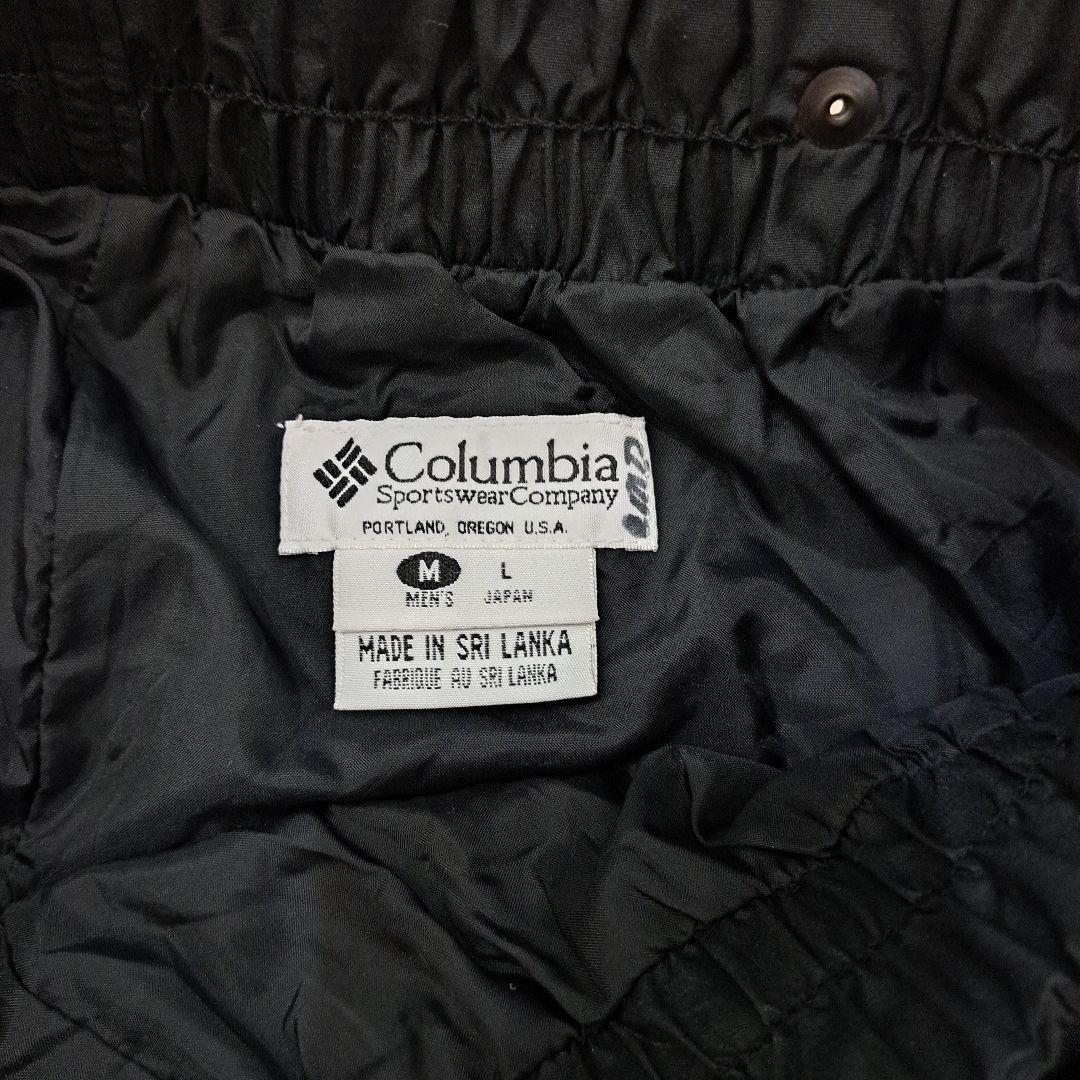 Columbia
SportswearCompany
PORTLAND, OREGON U.S.A.
M L
MEN'S JAPAN
MADE IN SRI LANKA
FABRIQUE AU SRI LANKA